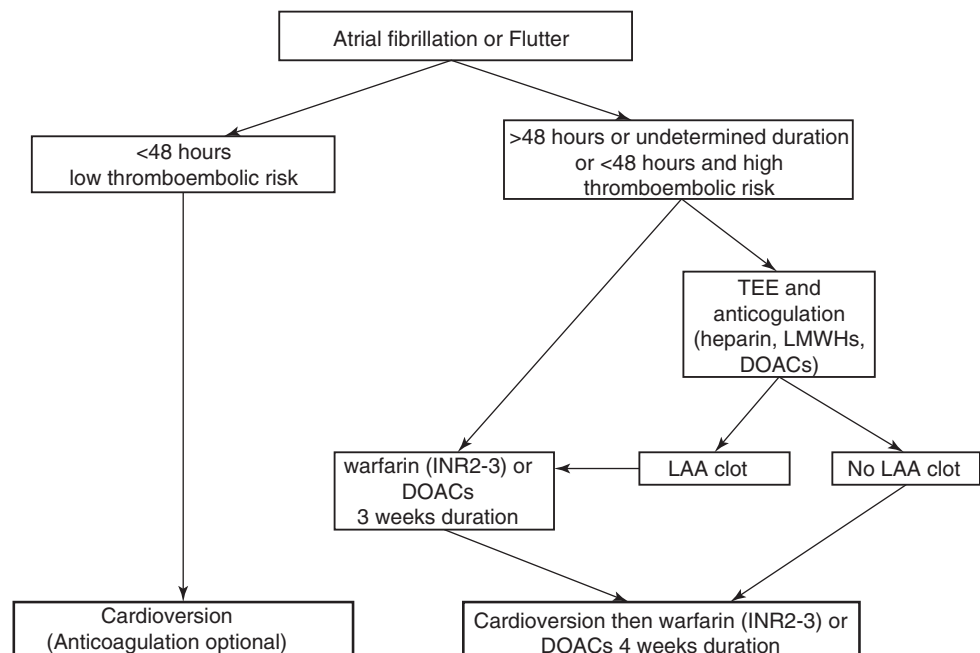 Atrial fibrillation or Flutter
<48 hours
low thromboembolic risk
>48 hours or undetermined duration
or <48 hours and high
thromboembolic risk
TEE and
anticogulation
(heparin, LMWHs,
DOACs)
warfarin (INR2-3) or
DOACs
3 weeks duration
LAA clot
No LAA clot
Cardioversion
(Anticoagulation optional)
Cardioversion then warfarin (INR2-3) or
DOACs 4 weeks duration